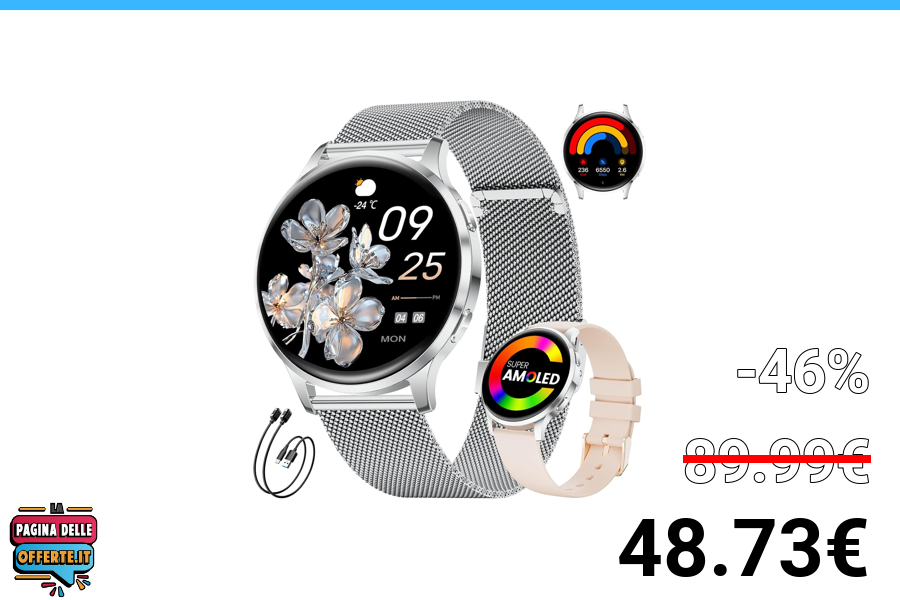 -24 ℃
09
25
AM
PM
04 06
MON
236 6550 2.6
SUPER
AMOLED
-46%
89.99€
48.73€
LA
PAGINA DELLE
OFFERTE.IT